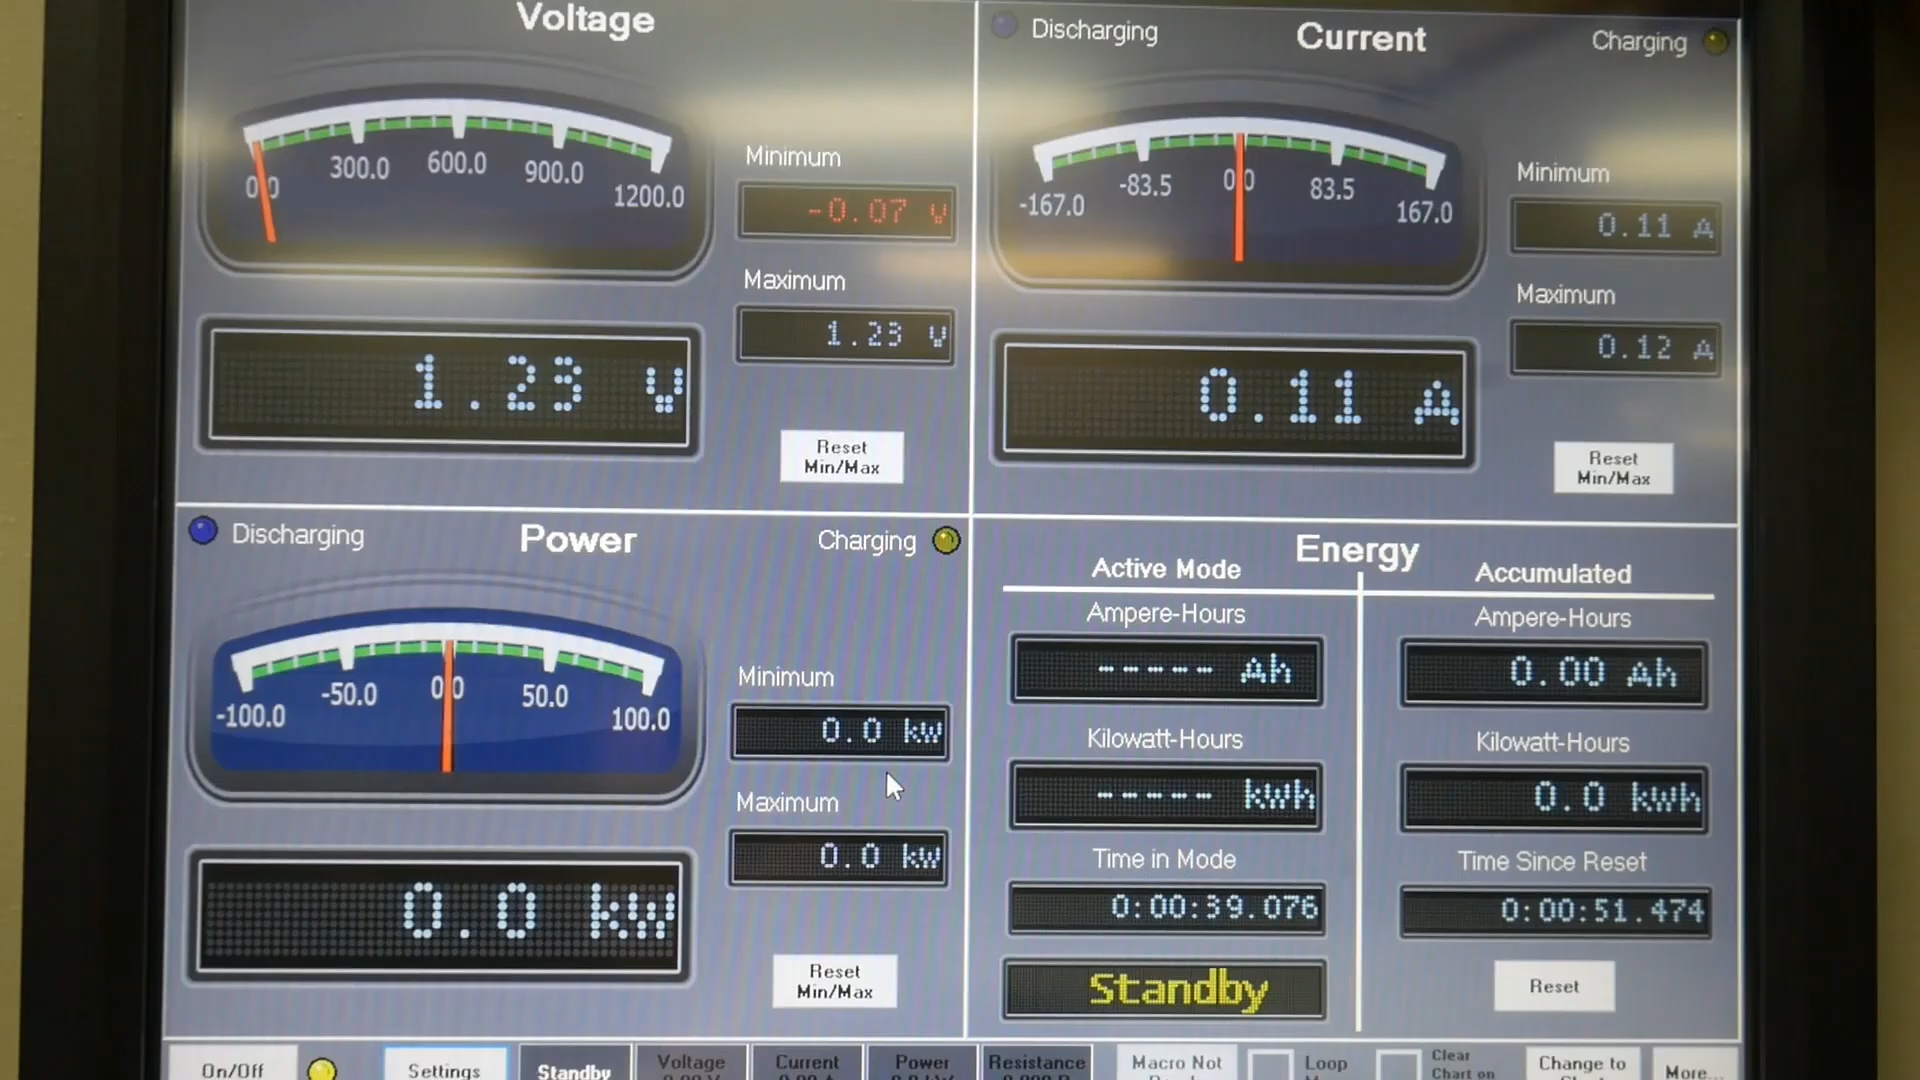 Voltage
0.0
300.0
600.0
900.0
1200.0
Minimum
-0.07 V
Maximum
1.23 V
1.23 V
Reset
Min/Max
Discharging
Current
Charging
-167.0
-83.5
0.0
83.5
167.0
Minimum
0.11 A
Maximum
0.12 A
0.11 A
Reset
Min/Max
Discharging
Power
Charging
-100.0
-50.0
0.0
50.0
100.0
Minimum
0.0 kW
Maximum
0.0 kW
0.0 kW
Reset
Min/Max
Energy
Active Mode
Ampere-Hours
----- Ah
Kilowatt-Hours
----- kWh
Time in Mode
0:00:39.076
Standby
Accumulated
Ampere-Hours
0.00 Ah
Kilowatt-Hours
0.0 kWh
Time Since Reset
0:00:51.474
Reset
On/Off
Settings
Standby
Voltage
Current
Power
Resistance
Macro Not
Loop
Clear
Chart on
Change to
More...